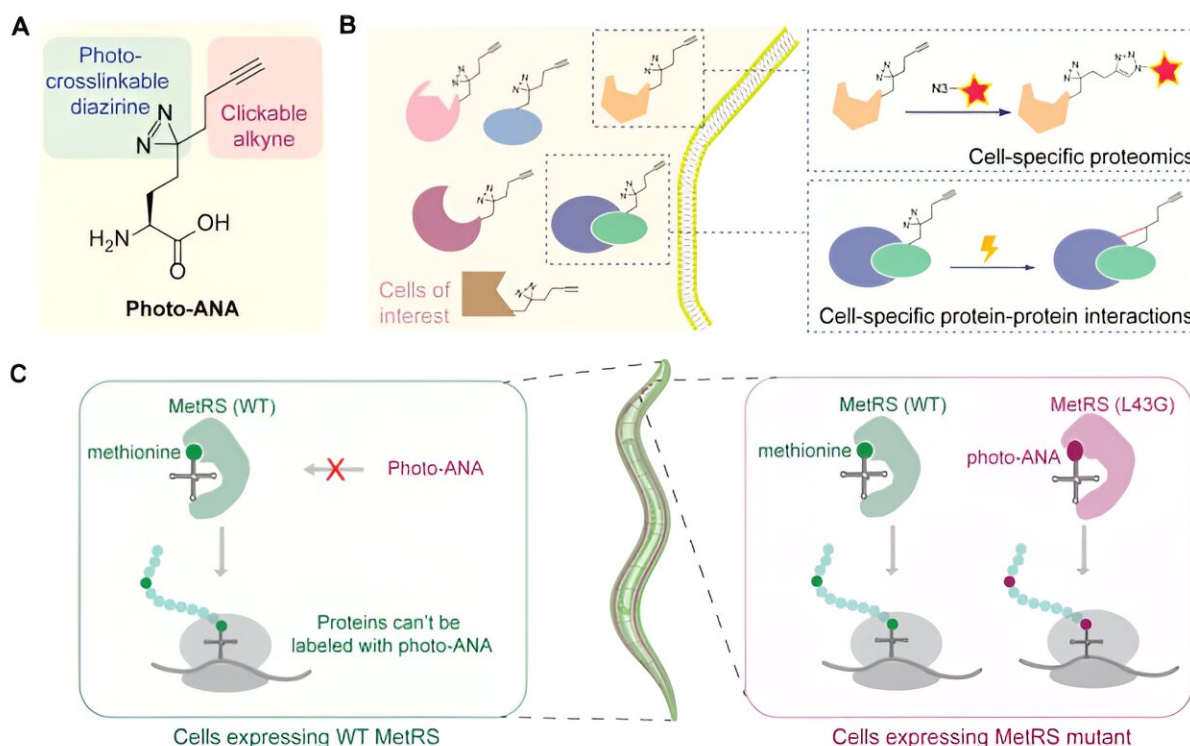 A
Photo-
crosslinkable
diazirine
Clickable
alkyne
N
N
H₂N
OH
O
Photo-ANA
B
N
N
N
N
N
N
N
N
N
N
N
N
Cells of
interest
N
N
N3
N
N
N
N
N
Cell-specific proteomics
N
N
Cell-specific protein-protein interactions
C
MetRS (WT)
methionine
X
Photo-ANA
Proteins can't be
labeled with photo-ANA
Cells expressing WT MetRS
MetRS (WT)
methionine
MetRS (L43G)
photo-ANA
Cells expressing MetRS mutant